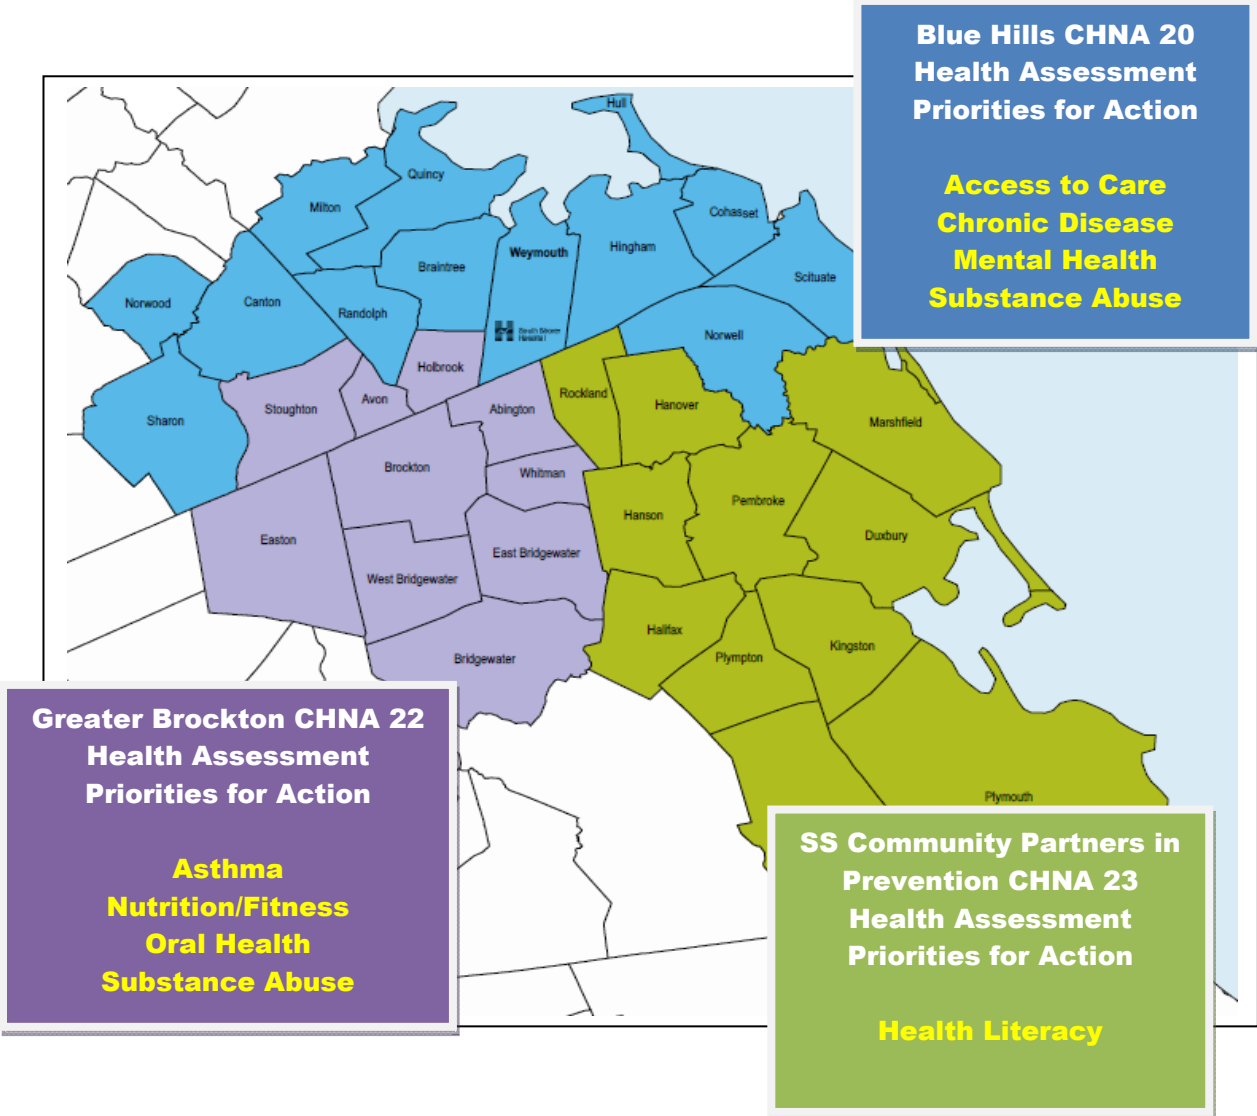 Blue Hills CHNA 20
Health Assessment
Priorities for Action
Access to Care
Chronic Disease
Mental Health
Substance Abuse
Hull
Quincy
Milton
Cohasset
Hingham
Weymouth
Braintree
Scituate
Norwood
Canton
Randolph
South Shore
Hospital
Norwell
Holbrook
Rockland
Avon
Stoughton
Abington
Hanover
Sharon
Marshfield
Brockton
Whitman
Pembroke
Hanson
Duxbury
Easton
East Bridgewater
West Bridgewater
Halifax
Kingston
Plympton
Bridgewater
Plymouth
Greater Brockton CHNA 22
Health Assessment
Priorities for Action
Asthma
Nutrition/Fitness
Oral Health
Substance Abuse
SS Community Partners in
Prevention CHNA 23
Health Assessment
Priorities for Action
Health Literacy